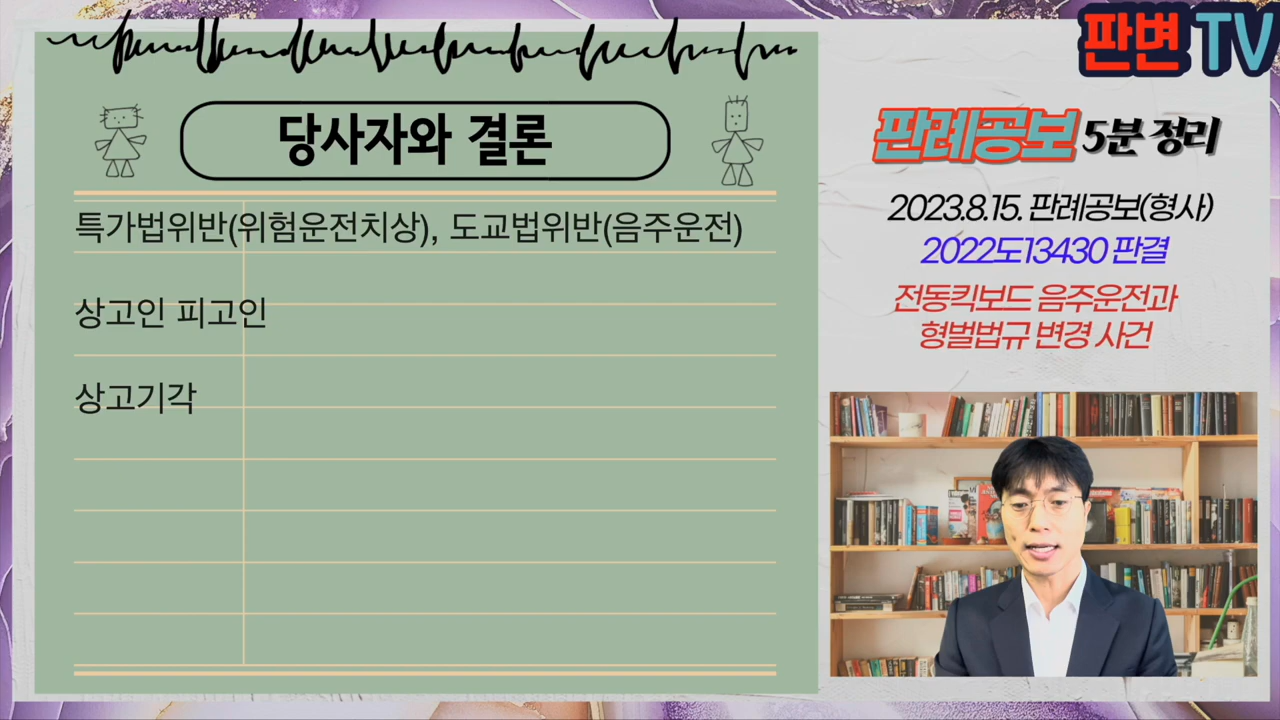 판변 TV
당사자와 결론
특가법위반(위험운전치상), 도교법위반(음주운전)
상고인 피고인
상고기각
판례공보 5분 정리
2023.8.15. 판례공보(형사)
2022도13430 판결
전동킥보드 음주운전과
형벌법규 변경 사건